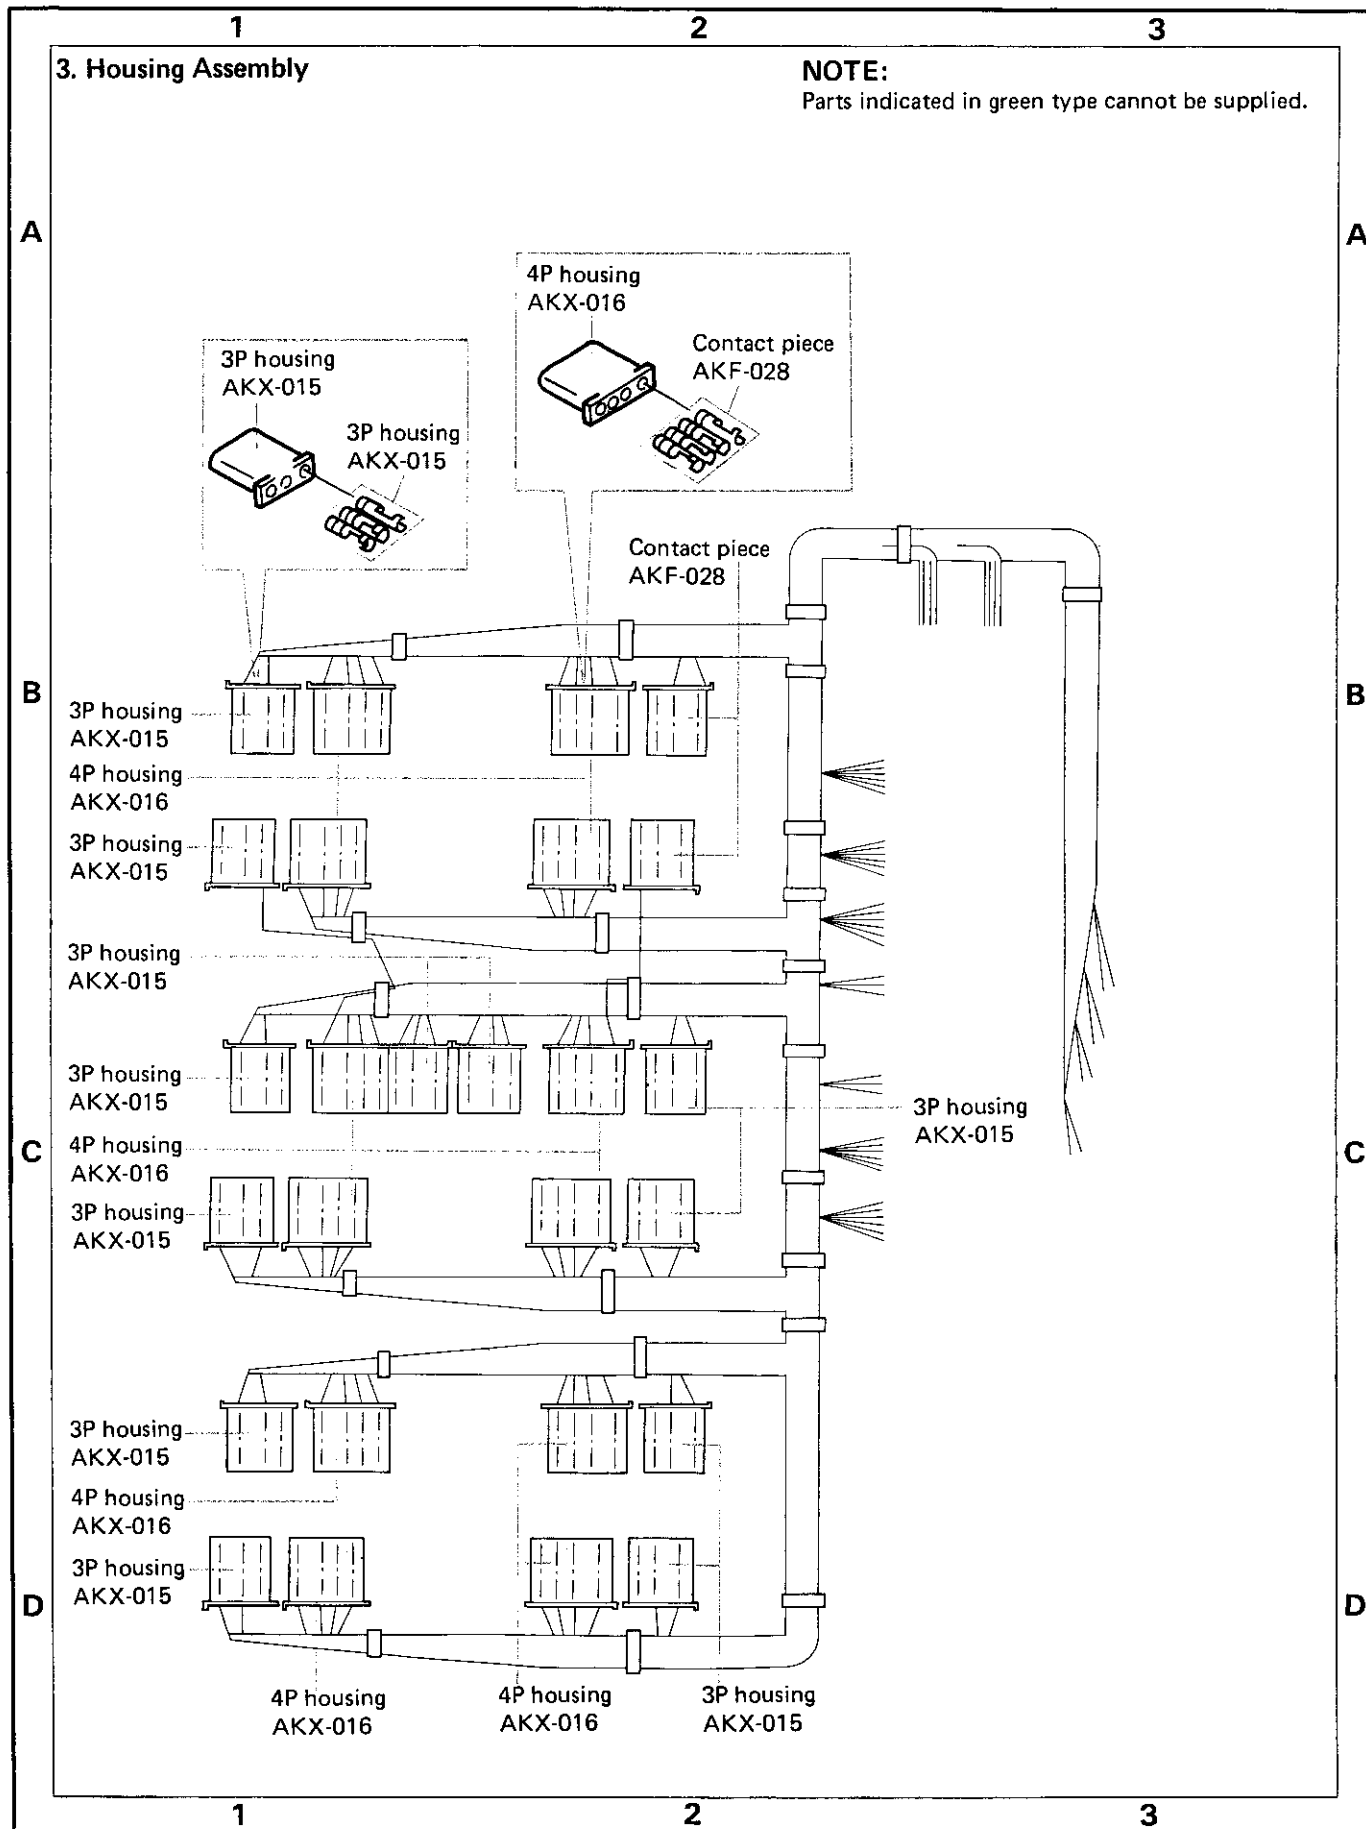 1 2 3
3. Housing Assembly
NOTE:
Parts indicated in green type cannot be supplied.
A A
4P housing
AKX-016
Contact piece
AKF-028
3P housing
AKX-015
3P housing
AKX-015
Contact piece
AKF-028
B B
3P housing
AKX-015
4P housing
AKX-016
3P housing
AKX-015
3P housing
AKX-015
3P housing
AKX-015
3P housing
AKX-015
4P housing
AKX-016
C C
3P housing
AKX-015
3P housing
AKX-015
4P housing
AKX-016
3P housing
AKX-015
D D
4P housing
AKX-016
4P housing
AKX-016
3P housing
AKX-015
1 2 3